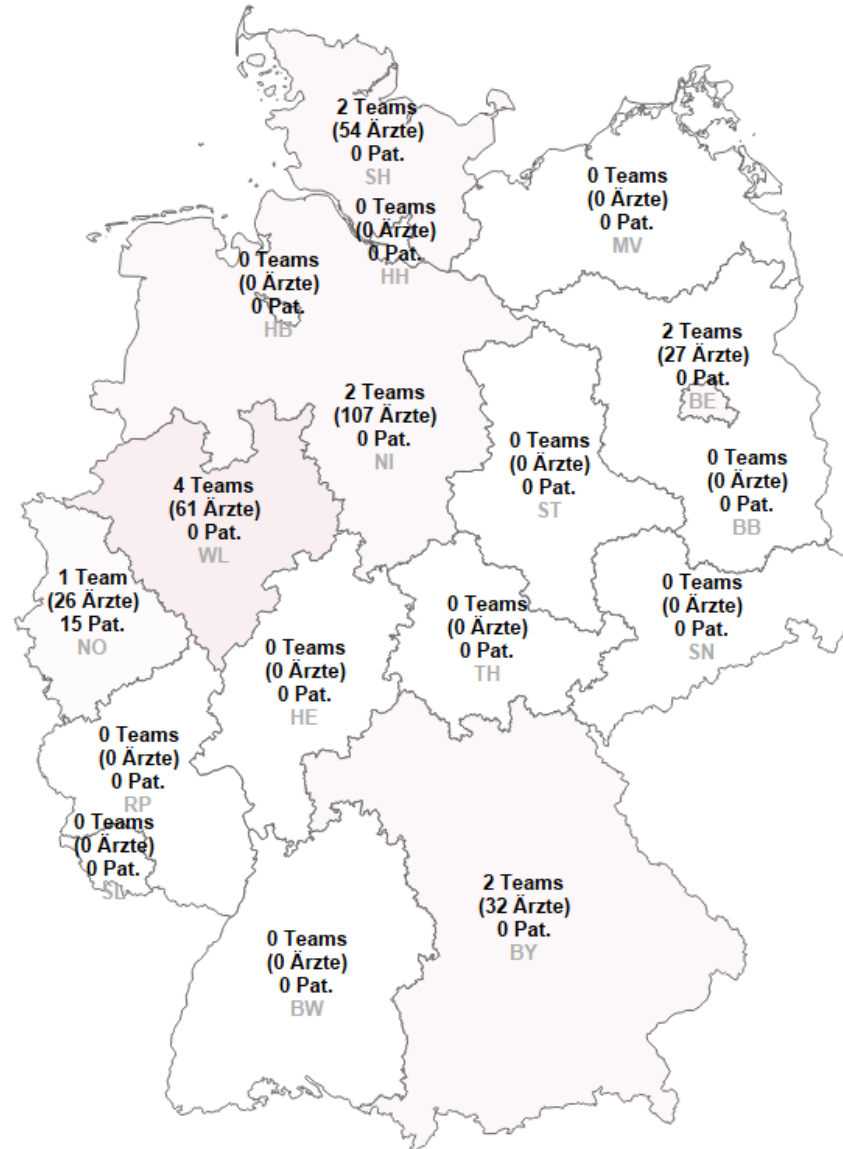 2 Teams
(54 Ärzte)
0 Pat.
SH
0 Teams
(0 Ärzte)
0 Pat.
MV
0 Teams
(0 Ärzte)
0 Pat.
HH
0 Teams
(0 Ärzte)
0 Pat.
HB
2 Teams
(27 Ärzte)
0 Pat.
BE
2 Teams
(107 Ärzte)
0 Pat.
NI
0 Teams
(0 Ärzte)
0 Pat.
ST
0 Teams
(0 Ärzte)
0 Pat.
BB
4 Teams
(61 Ärzte)
0 Pat.
WL
1 Team
(26 Ärzte)
15 Pat.
NO
0 Teams
(0 Ärzte)
0 Pat.
SN
0 Teams
(0 Ärzte)
0 Pat.
TH
0 Teams
(0 Ärzte)
0 Pat.
HE
0 Teams
(0 Ärzte)
0 Pat.
RP
0 Teams
(0 Ärzte)
0 Pat.
SL
2 Teams
(32 Ärzte)
0 Pat.
BY
0 Teams
(0 Ärzte)
0 Pat.
BW